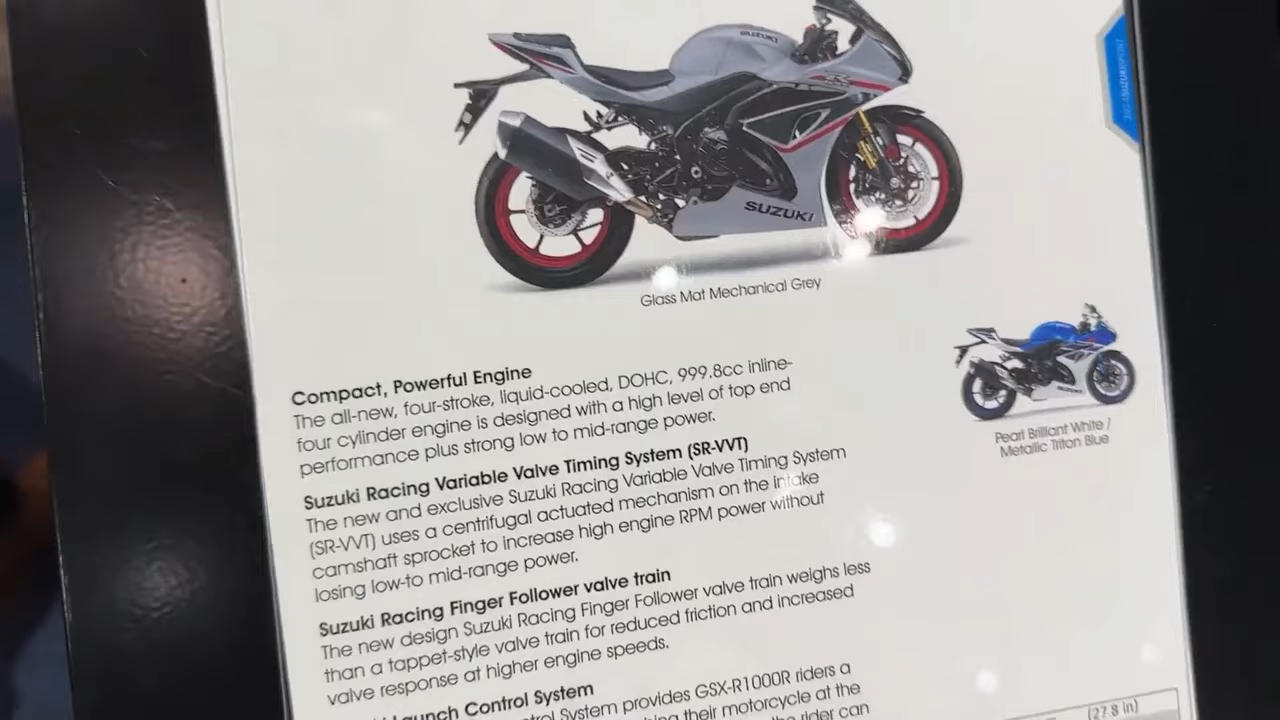 SUZUKI
SUZUKI
Glass Mat Mechanical Grey
Pearl Brilliant White /
Metallic Triton Blue
Compact, Powerful Engine
The all-new, four-stroke, liquid-cooled, DOHC, 999.8cc inline-
four cylinder engine is designed with a high level of top end
performance plus strong low to mid-range power.
Suzuki Racing Variable Valve Timing System (SR-VVT)
The new and exclusive Suzuki Racing Variable Valve Timing System
(SR-VVT) uses a centrifugal actuated mechanism on the intake
camshaft sprocket to increase high engine RPM power without
losing low-to mid-range power.
Suzuki Racing Finger Follower valve train
The new design Suzuki Racing Finger Follower valve train weighs less
than a tappet-style valve train for reduced friction and increased
valve response at higher engine speeds.
Launch Control System
System provides GSX-R1000R riders a
their motorcycle at the
rider can
(27.8 in)